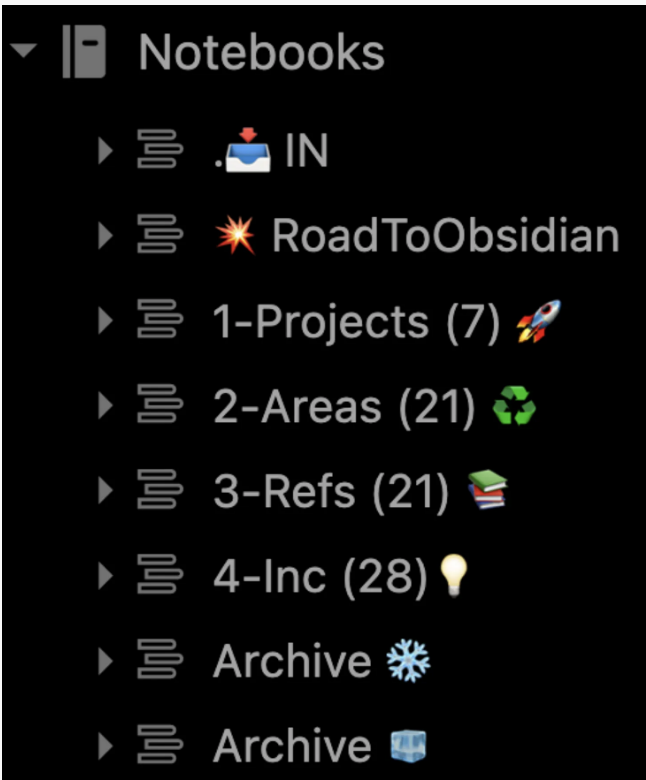 Notebooks
.📥 IN
💥 RoadToObsidian
1-Projects (7) 🚀
2-Areas (21) ♻️
3-Refs (21) 📚
4-Inc (28)💡
Archive ❄️
Archive 🧊